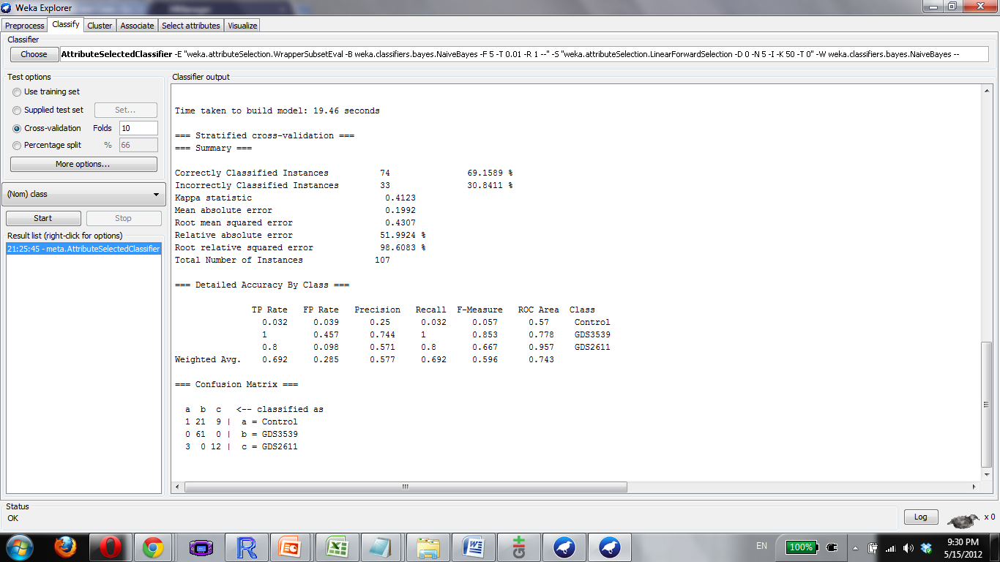 Weka Explorer
Preprocess Classify Cluster Associate Select attributes Visualize
Classifier
Choose AttributeSelectedClassifier -E "weka.attributeSelection.WrapperSubsetEval -B weka.classifiers.bayes.NaiveBayes -F 5 -T 0.01 -R 1 --" -S "weka.attributeSelection.LinearForwardSelection -D 0 -N 5 -I -K 50 -T 0" -W weka.classifiers.bayes.NaiveBayes --
Test options
Use training set
Supplied test set Set...
Cross-validation Folds 10
Percentage split % 66
More options...
(Nom) class
Start Stop
Result list (right-click for options)
21:25:45 - meta.AttributeSelectedClassifier
Classifier output
Time taken to build model: 19.46 seconds
=== Stratified cross-validation ===
=== Summary ===
Correctly Classified Instances 74 69.1589 %
Incorrectly Classified Instances 33 30.8411 %
Kappa statistic 0.4123
Mean absolute error 0.1992
Root mean squared error 0.4307
Relative absolute error 51.9924 %
Root relative squared error 98.6083 %
Total Number of Instances 107
=== Detailed Accuracy By Class ===
TP Rate FP Rate Precision Recall F-Measure ROC Area Class
0.032 0.039 0.25 0.032 0.057 0.57 Control
1 0.457 0.744 1 0.853 0.778 GDS3539
0.8 0.098 0.571 0.8 0.667 0.957 GDS2611
Weighted Avg. 0.692 0.285 0.577 0.692 0.596 0.743
=== Confusion Matrix ===
a b c <-- classified as
1 21 9 | a = Control
0 61 0 | b = GDS3539
3 0 12 | c = GDS2611
Status
OK
Log x 0
EN 100% 9:30 PM
5/15/2012